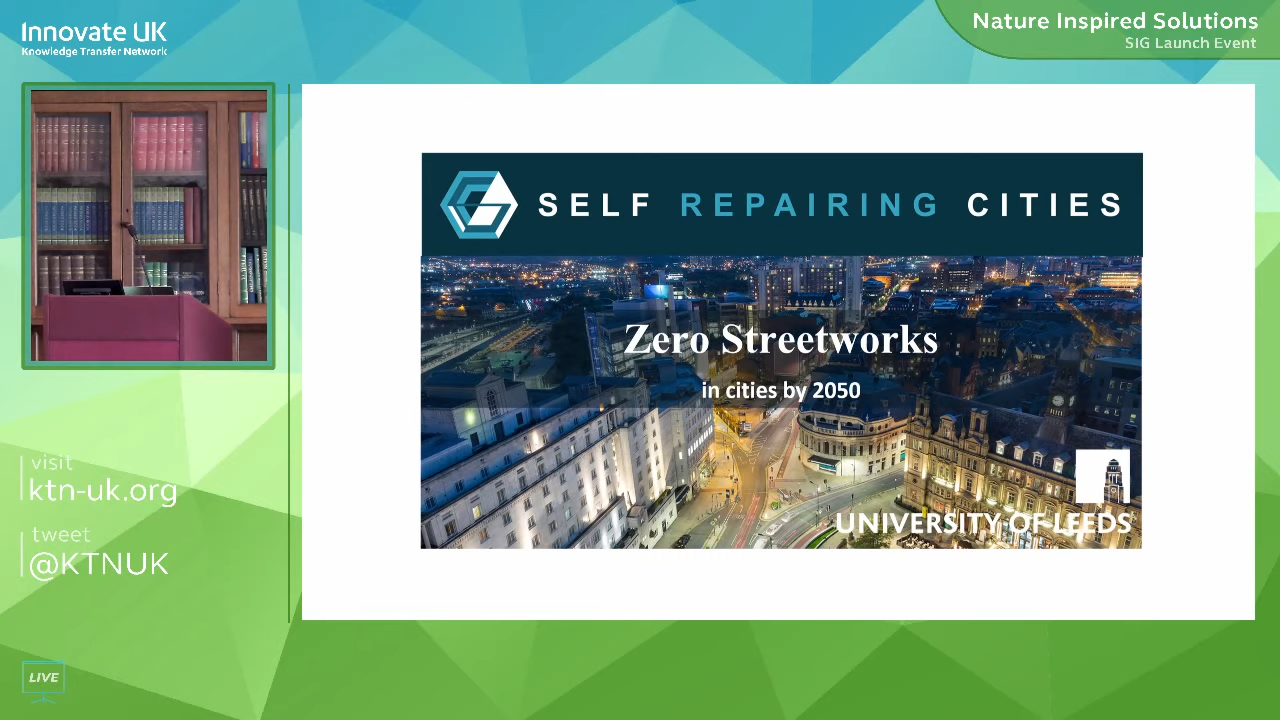 Innovate UK
Knowledge Transfer Network
Nature Inspired Solutions
SIG Launch Event
SELF REPAIRING CITIES
Zero Streetworks
in cities by 2050
UNIVERSITY OF LEEDS
visit
ktn-uk.org
tweet
@KTNUK
LIVE